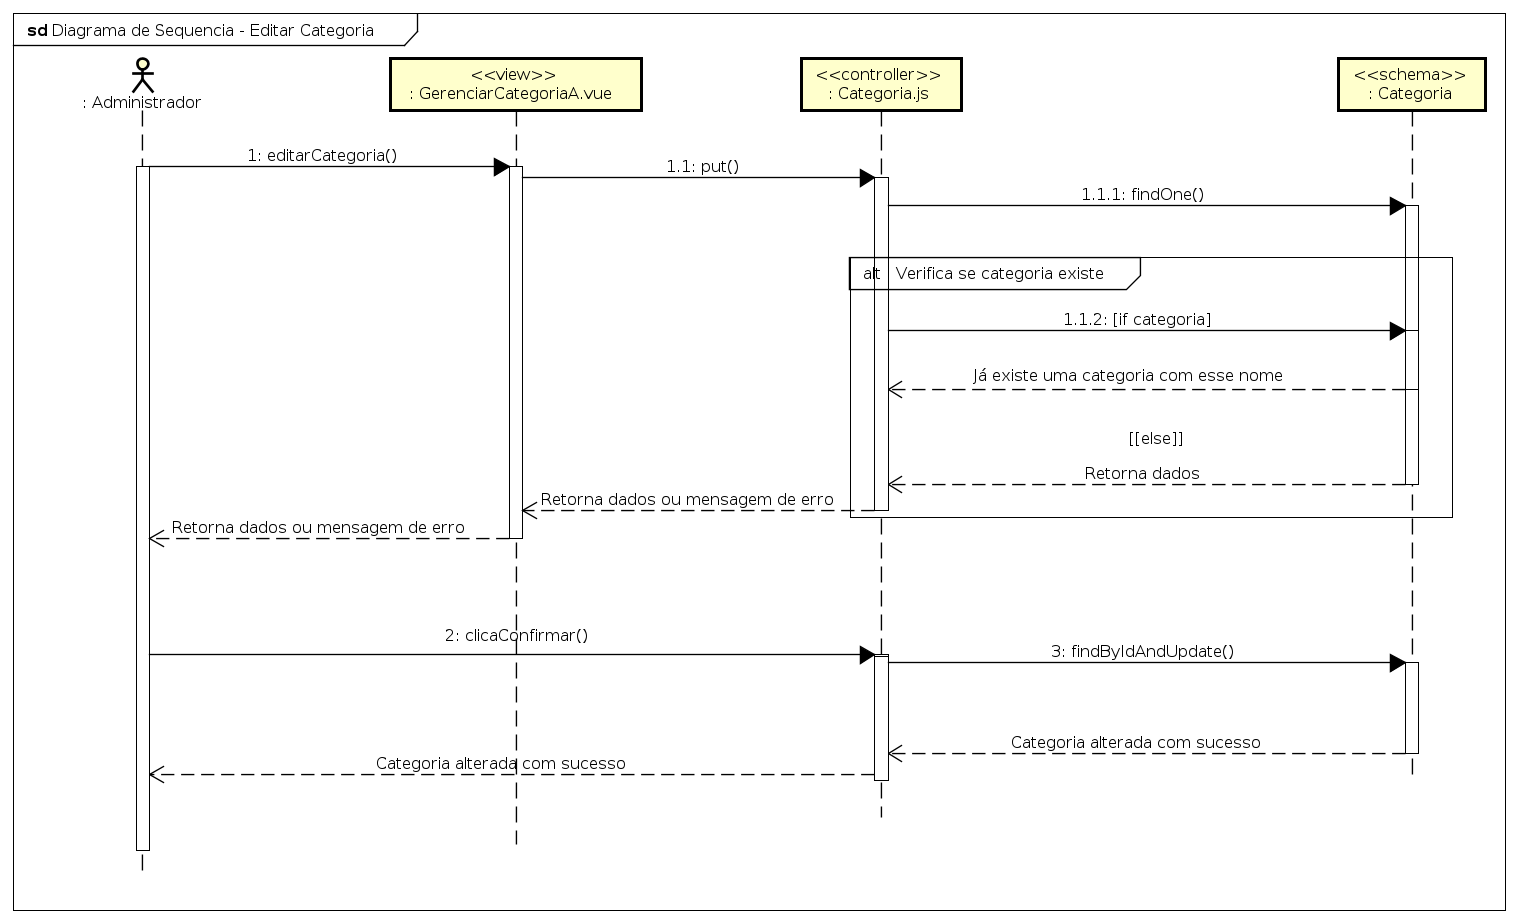 sd Diagrama de Sequencia - Editar Categoria
: Administrador
<<view>>
: GerenciarCategoriaA.vue
<<controller>>
: Categoria.js
<<schema>>
: Categoria
1: editarCategoria()
1.1: put()
1.1.1: findOne()
alt Verifica se categoria existe
1.1.2: [if categoria]
Já existe uma categoria com esse nome
[[else]]
Retorna dados
Retorna dados ou mensagem de erro
Retorna dados ou mensagem de erro
2: clicaConfirmar()
3: findByIdAndUpdate()
Categoria alterada com sucesso
Categoria alterada com sucesso